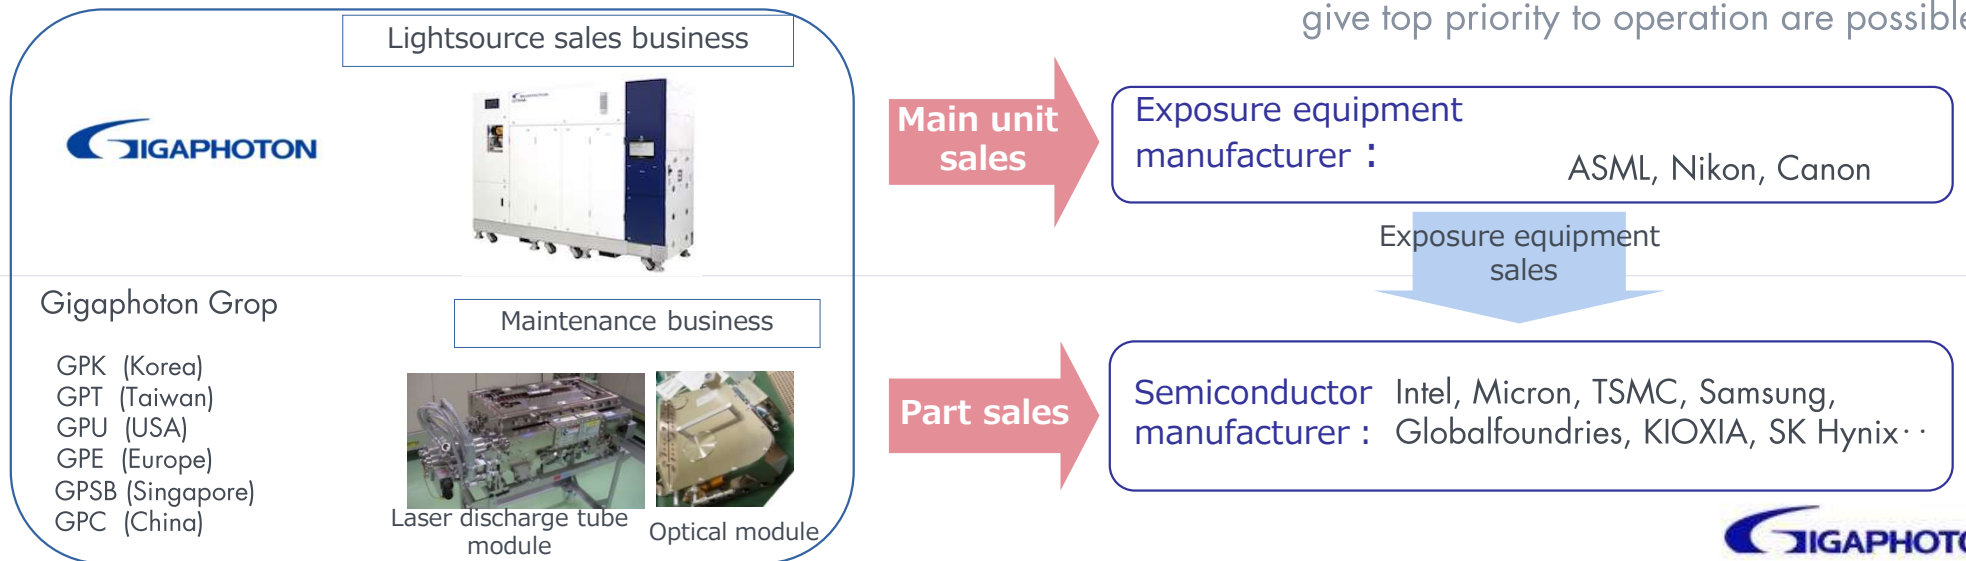 give top priority to operation are possible
Lightsource sales business
GIGAPHOTON
Main unit
sales
Exposure equipment
manufacturer：
ASML, Nikon, Canon
Exposure equipment
sales
Gigaphoton Grop
GPK (Korea)
GPT (Taiwan)
GPU (USA)
GPE (Europe)
GPSB (Singapore)
GPC (China)
Maintenance business
Laser discharge tube
module
Optical module
Part sales
Semiconductor
manufacturer :
Intel, Micron, TSMC, Samsung,
Globalfoundries, KIOXIA, SK Hynix··
GIGAPHOTO